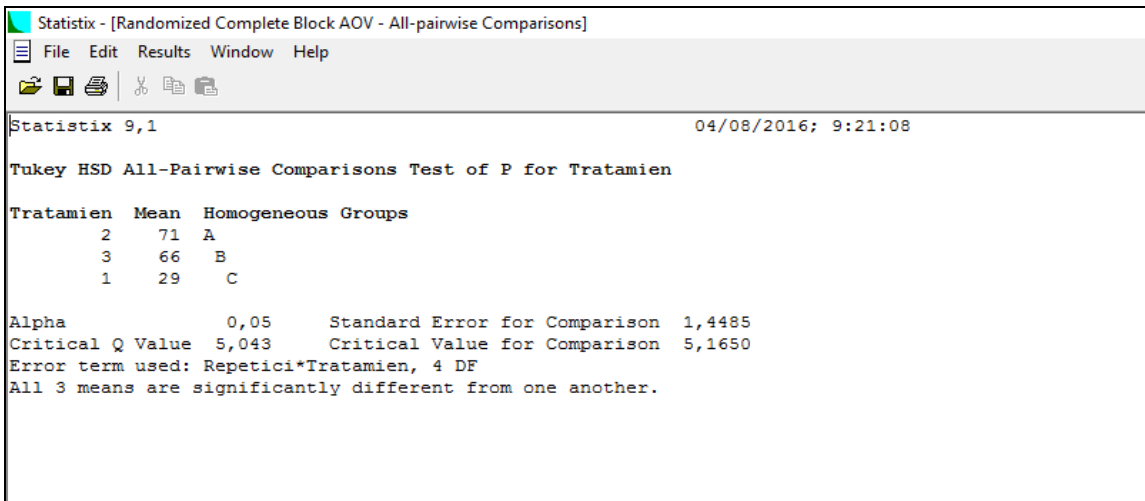 Statistix - [Randomized Complete Block AOV - All-pairwise Comparisons]
File Edit Results Window Help
Statistix 9,1 04/08/2016; 9:21:08
Tukey HSD All-Pairwise Comparisons Test of P for Tratamien
Tratamien Mean Homogeneous Groups
2 71 A
3 66 B
1 29 C
Alpha 0,05 Standard Error for Comparison 1,4485
Critical Q Value 5,043 Critical Value for Comparison 5,1650
Error term used: Repetici*Tratamien, 4 DF
All 3 means are significantly different from one another.